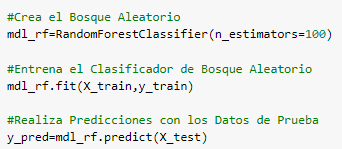 #Crea el Bosque Aleatorio
mdl_rf=RandomForestClassifier(n_estimators=100)
#Entrena el Clasificador de Bosque Aleatorio
mdl_rf.fit(X_train,y_train)
#Realiza Predicciones con los Datos de Prueba
y_pred=mdl_rf.predict(X_test)